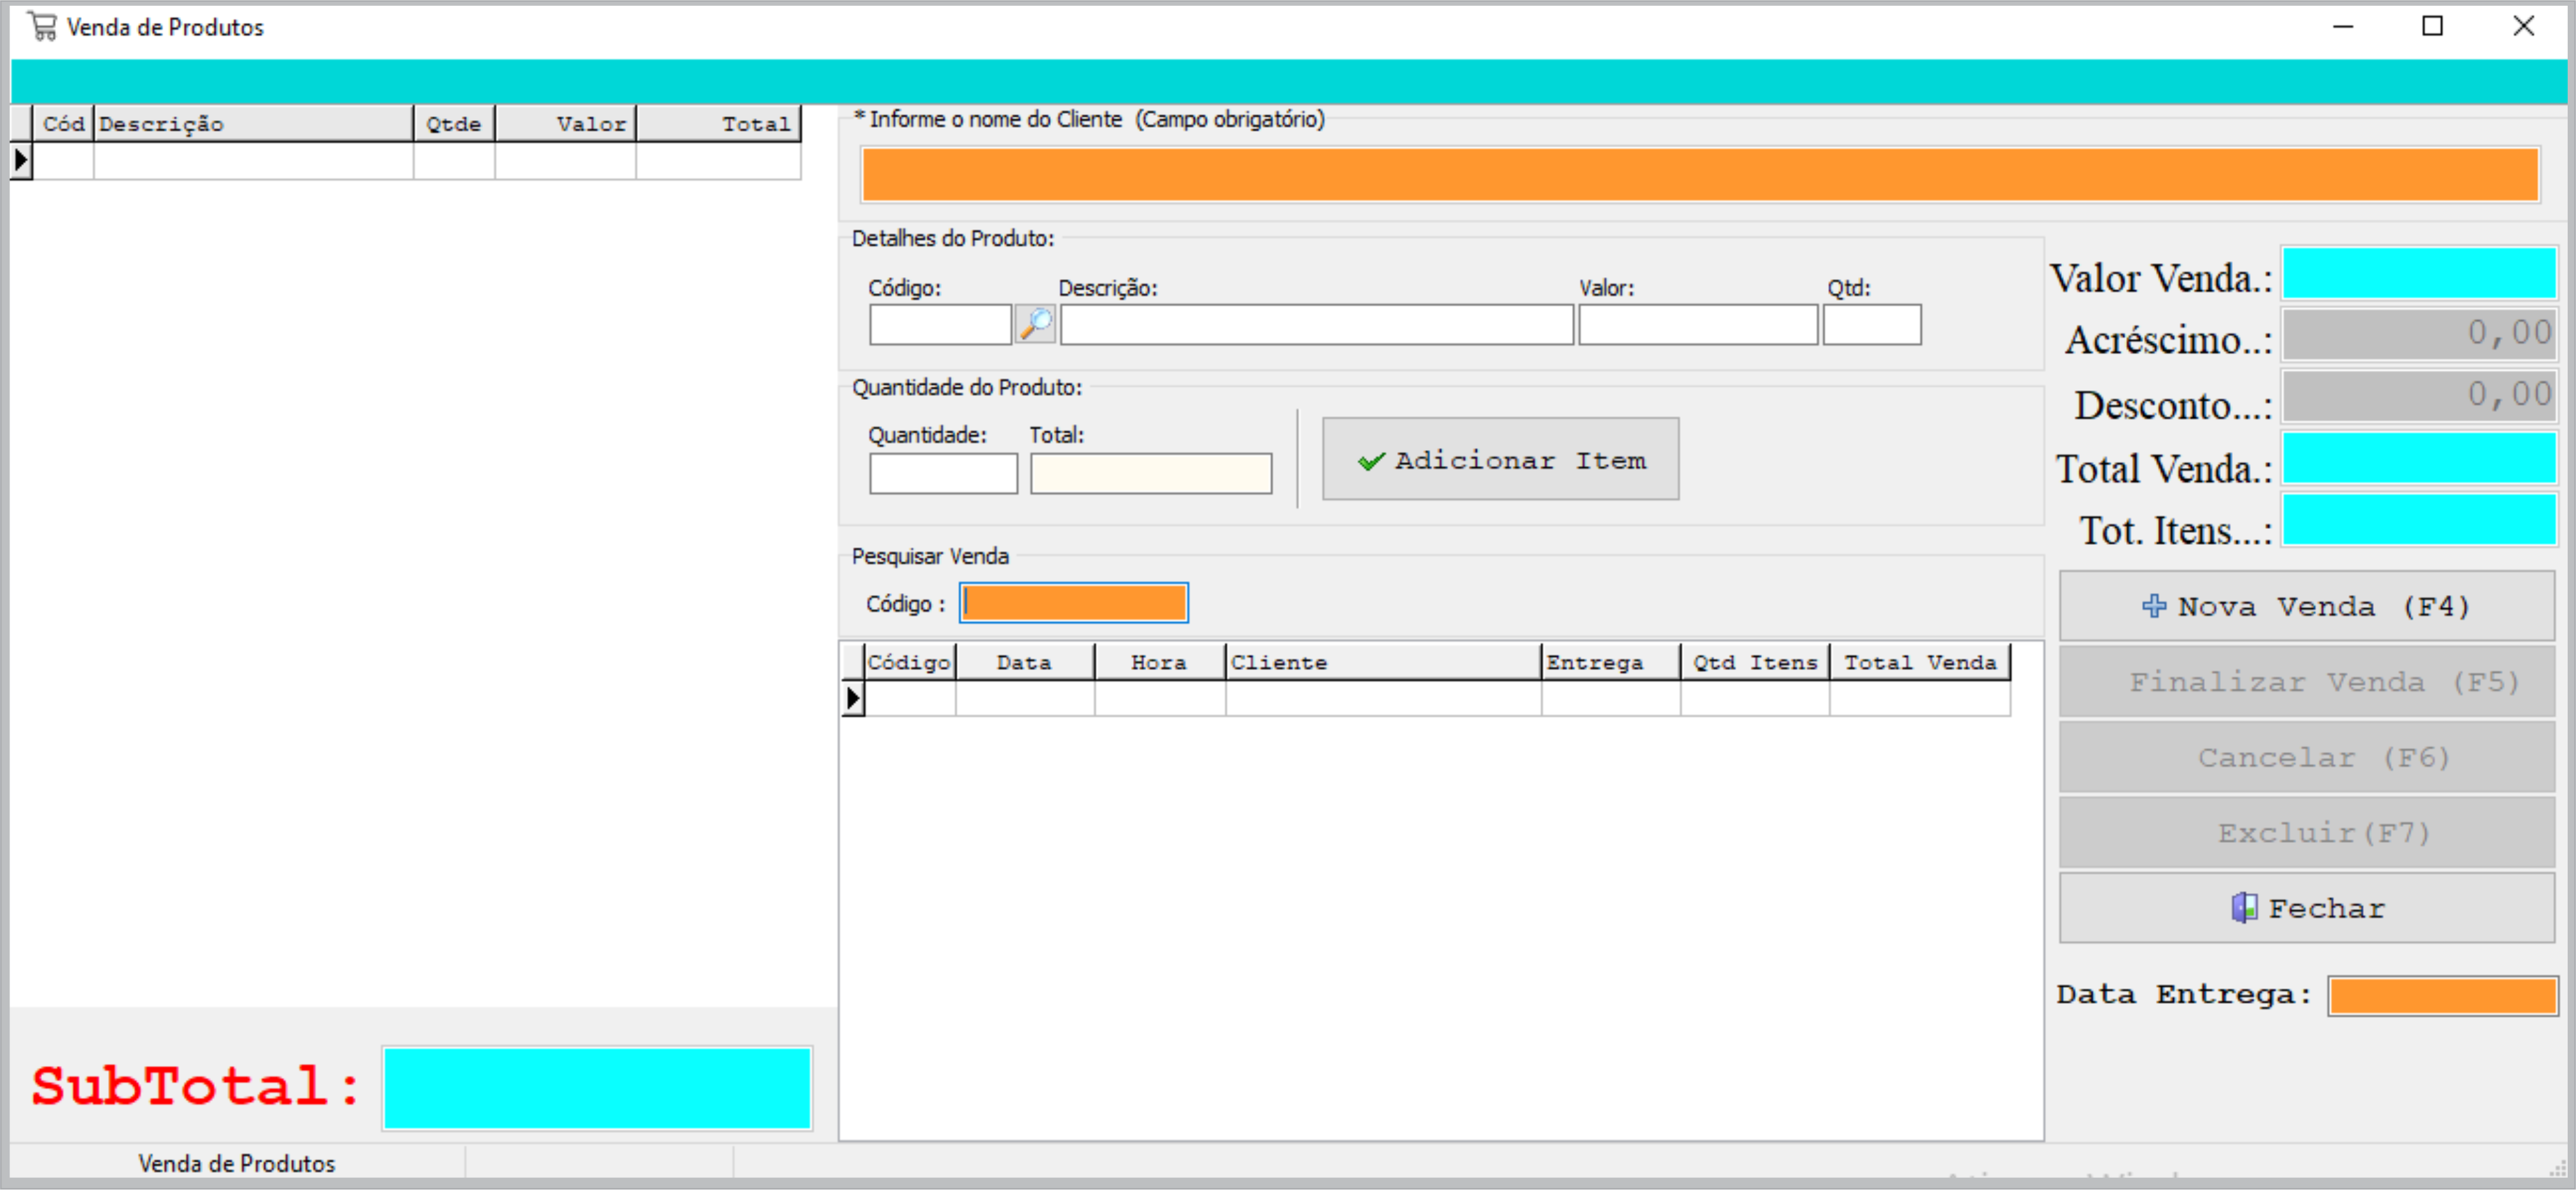 Venda de Produtos
Cód Descrição Qtde Valor Total
* Informe o nome do Cliente (Campo obrigatório)
Detalhes do Produto:
Código: Descrição: Valor: Qtd:
Quantidade do Produto:
Quantidade: Total:
Adicionar Item
Pesquisar Venda
Código :
Código Data Hora Cliente Entrega Qtd Itens Total Venda
Valor Venda.:
Acréscimo..: 0,00
Desconto...: 0,00
Total Venda.:
Tot. Itens...:
Nova Venda (F4)
Finalizar Venda (F5)
Cancelar (F6)
Excluir(F7)
Fechar
Data Entrega:
SubTotal:
Venda de Produtos